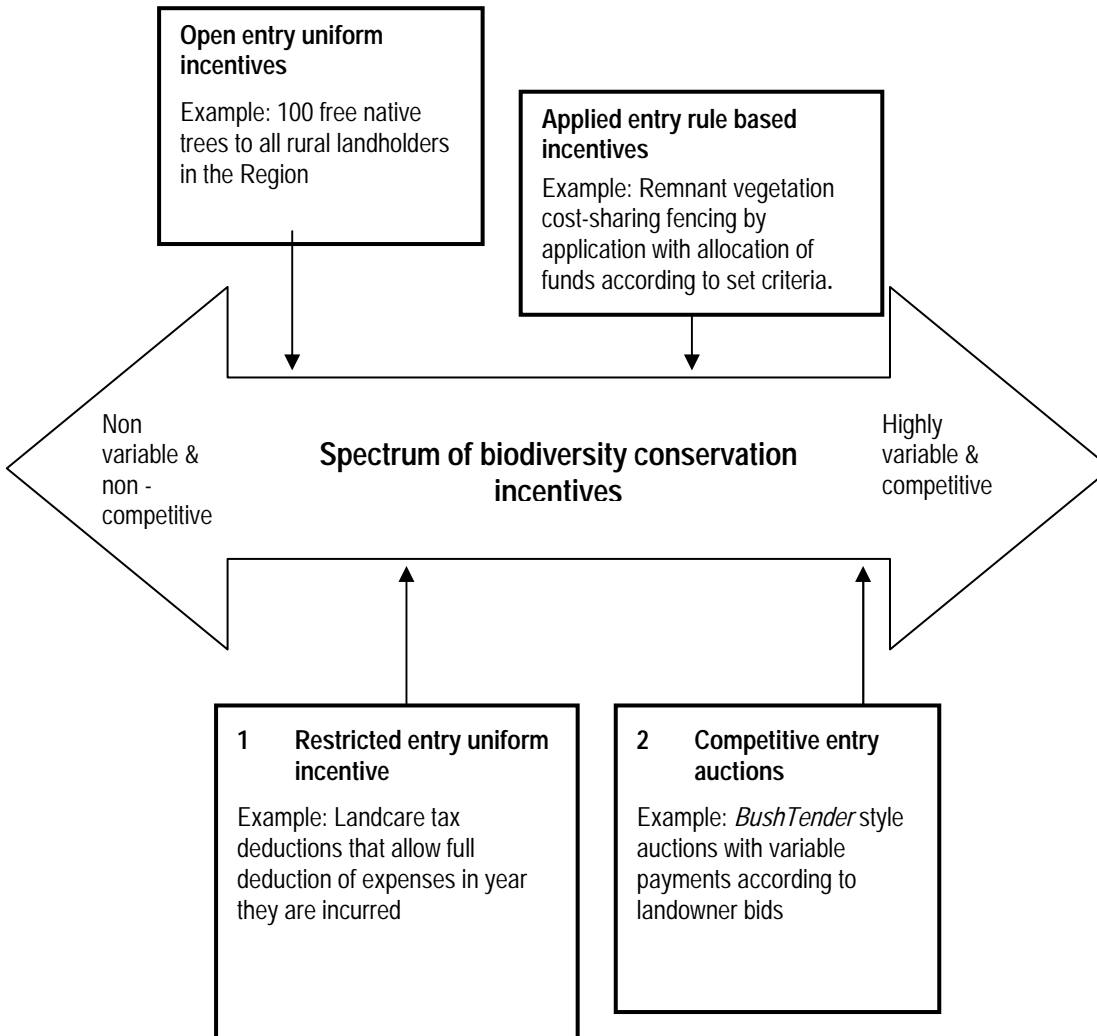 Open entry uniform
incentives
Example: 100 free native
trees to all rural landholders
in the Region
Applied entry rule based
incentives
Example: Remnant vegetation
cost-sharing fencing by
application with allocation of
funds according to set criteria.
Non
variable &
non -
competitive
Spectrum of biodiversity conservation
incentives
Highly
variable &
competitive
1 Restricted entry uniform
incentive
Example: Landcare tax
deductions that allow full
deduction of expenses in year
they are incurred
2 Competitive entry
auctions
Example: BushTender style
auctions with variable
payments according to
landowner bids